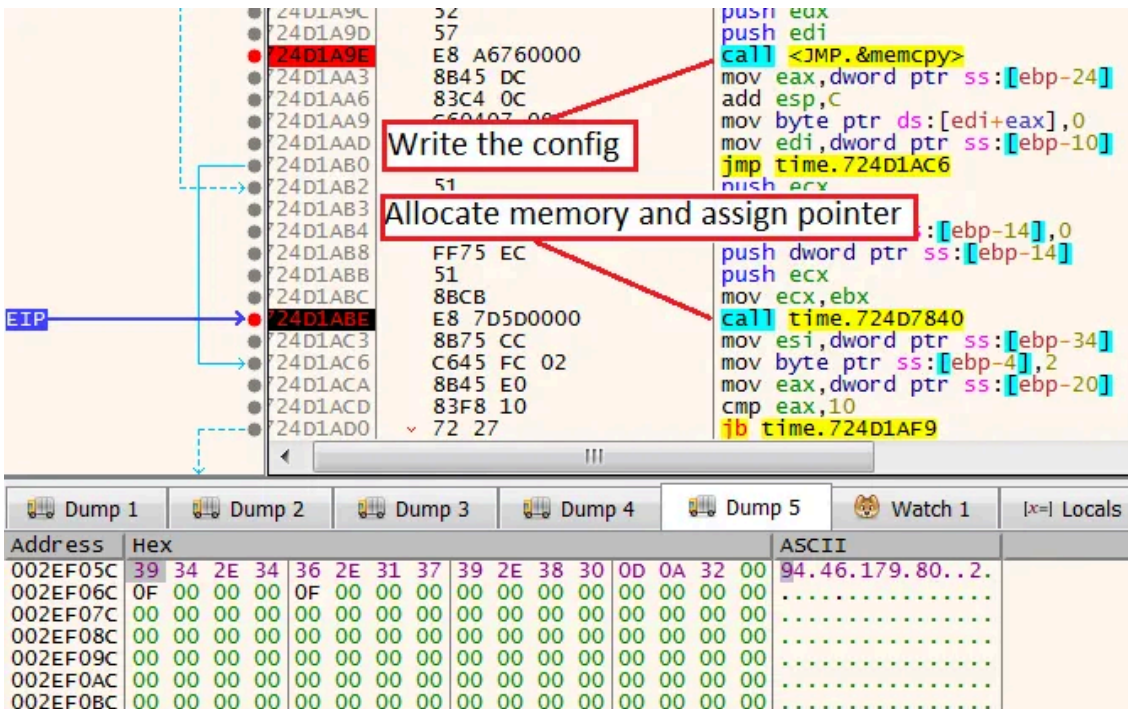 724D1A9C 52 push edx
724D1A9D 57 push edi
724D1A9E E8 A6760000 call <JMP.&memcpy>
724D1AA3 8B45 DC mov eax,dword ptr ss:[ebp-24]
724D1AA6 83C4 0C add esp,C
724D1AA9 mov byte ptr ds:[edi+eax],0
724D1AAD mov edi,dword ptr ss:[ebp-10]
Write the config
724D1AB0 jmp time.724D1AC6
724D1AB2 51 push ecx
724D1AB3
Allocate memory and assign pointer
724D1AB4 s:[ebp-14],0
724D1AB8 FF75 EC push dword ptr ss:[ebp-14]
724D1ABB 51 push ecx
724D1ABC 8BCB mov ecx,ebx
EIP 724D1ABE E8 7D5D0000 call time.724D7840
724D1AC3 8B75 CC mov esi,dword ptr ss:[ebp-34]
724D1AC6 C645 FC 02 mov byte ptr ss:[ebp-4],2
724D1ACA 8B45 E0 mov eax,dword ptr ss:[ebp-20]
724D1ACD 83F8 10 cmp eax,10
724D1AD0 72 27 jb time.724D1AF9
Dump 1 Dump 2 Dump 3 Dump 4 Dump 5 Watch 1 [x=] Locals
Address Hex ASCII
002EF05C 39 34 2E 34 36 2E 31 37 39 2E 38 30 0D 0A 32 00 94.46.179.80..2.
002EF06C 0F 00 00 00 0F 00 00 00 00 00 00 00 00 00 00 00 ................
002EF07C 00 00 00 00 00 00 00 00 00 00 00 00 00 00 00 00 ................
002EF08C 00 00 00 00 00 00 00 00 00 00 00 00 00 00 00 00 ................
002EF09C 00 00 00 00 00 00 00 00 00 00 00 00 00 00 00 00 ................
002EF0AC 00 00 00 00 00 00 00 00 00 00 00 00 00 00 00 00 ................
002EF0BC 00 00 00 00 00 00 00 00 00 00 00 00 00 00 00 00 ................